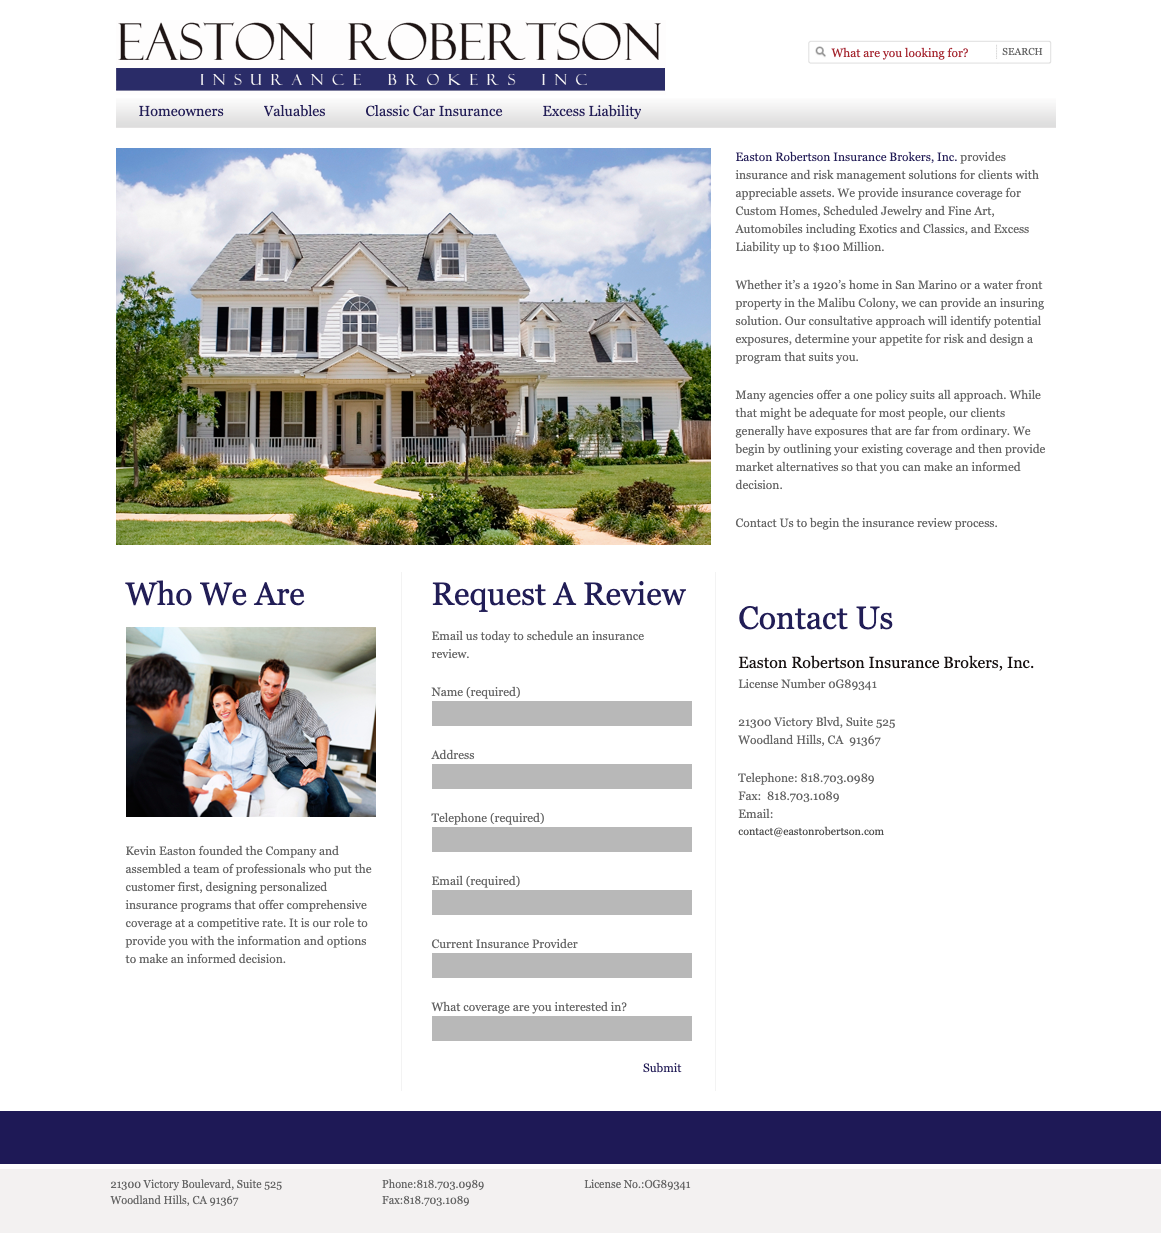 EASTON ROBERTSON
INSURANCE BROKERS INC
What are you looking for?
SEARCH
Homeowners
Valuables
Classic Car Insurance
Excess Liability
Easton Robertson Insurance Brokers, Inc. provides
insurance and risk management solutions for clients with
appreciable assets. We provide insurance coverage for
Custom Homes, Scheduled Jewelry and Fine Art,
Automobiles including Exotics and Classics, and Excess
Liability up to $100 Million.
Whether it's a 1920's home in San Marino or a water front
property in the Malibu Colony, we can provide an insuring
solution. Our consultative approach will identify potential
exposures, determine your appetite for risk and design a
program that suits you.
Many agencies offer a one policy suits all approach. While
that might be adequate for most people, our clients
generally have exposures that are far from ordinary. We
begin by outlining your existing coverage and then provide
market alternatives so that you can make an informed
decision.
Contact Us to begin the insurance review process.
Who We Are
Kevin Easton founded the Company and
assembled a team of professionals who put the
customer first, designing personalized
insurance programs that offer comprehensive
coverage at a competitive rate. It is our role to
provide you with the information and options
to make an informed decision.
Request A Review
Email us today to schedule an insurance
review.
Name (required)
Address
Telephone (required)
Email (required)
Current Insurance Provider
What coverage are you interested in?
Submit
Contact Us
Easton Robertson Insurance Brokers, Inc.
License Number 0G89341
21300 Victory Blvd, Suite 525
Woodland Hills, CA  91367
Telephone: 818.703.0989
Fax:  818.703.1089
Email:
contact@eastonrobertson.com
21300 Victory Boulevard, Suite 525
Woodland Hills, CA 91367
Phone:818.703.0989
Fax:818.703.1089
License No.:OG89341